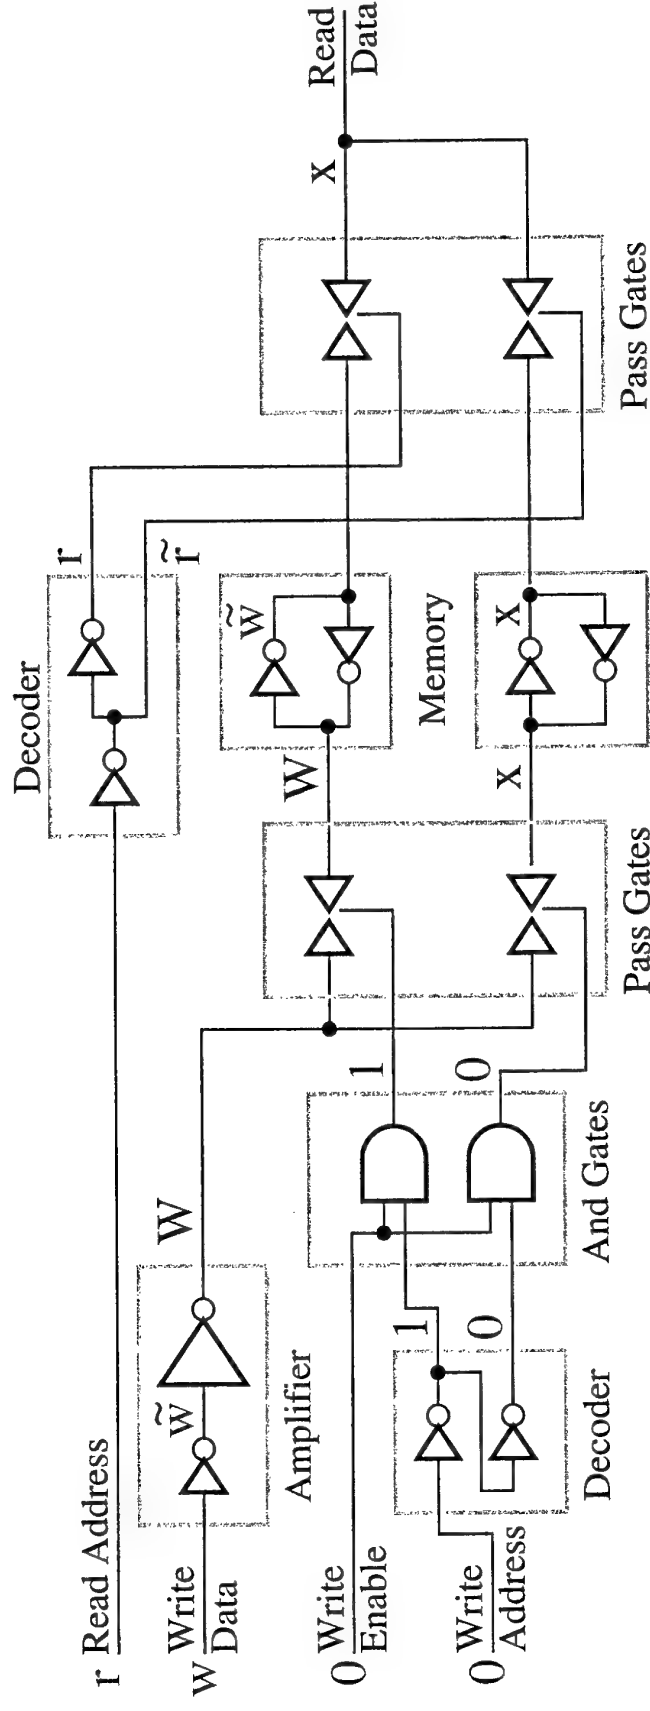 r Read Address
w Write
Data
0 Write
Enable
0 Write
Address
w̃
Amplifier
W
Decoder
1
0
And Gates
1
0
Pass Gates
W
x
Decoder
r
r̃
w̃
Memory
x
Pass Gates
x
Read
Data